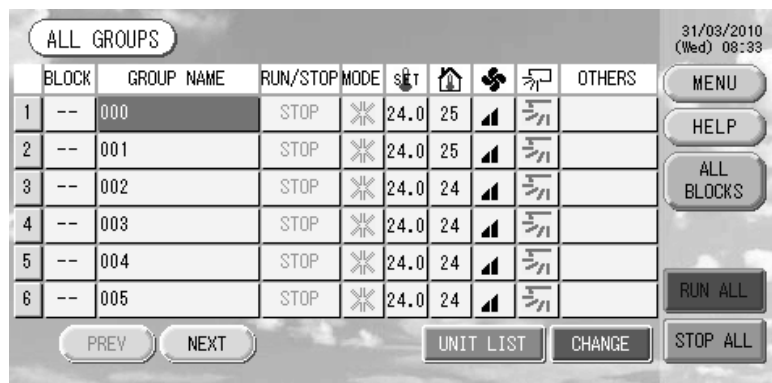 ALL GROUPS
31/03/2010
(Wed) 08:33
BLOCK GROUP NAME RUN/STOP MODE SET OTHERS
1 -- 000 STOP 24.0 25
2 -- 001 STOP 24.0 25
3 -- 002 STOP 24.0 24
4 -- 003 STOP 24.0 24
5 -- 004 STOP 24.0 24
6 -- 005 STOP 24.0 24
MENU
HELP
ALL
BLOCKS
RUN ALL
STOP ALL
PREV NEXT UNIT LIST CHANGE